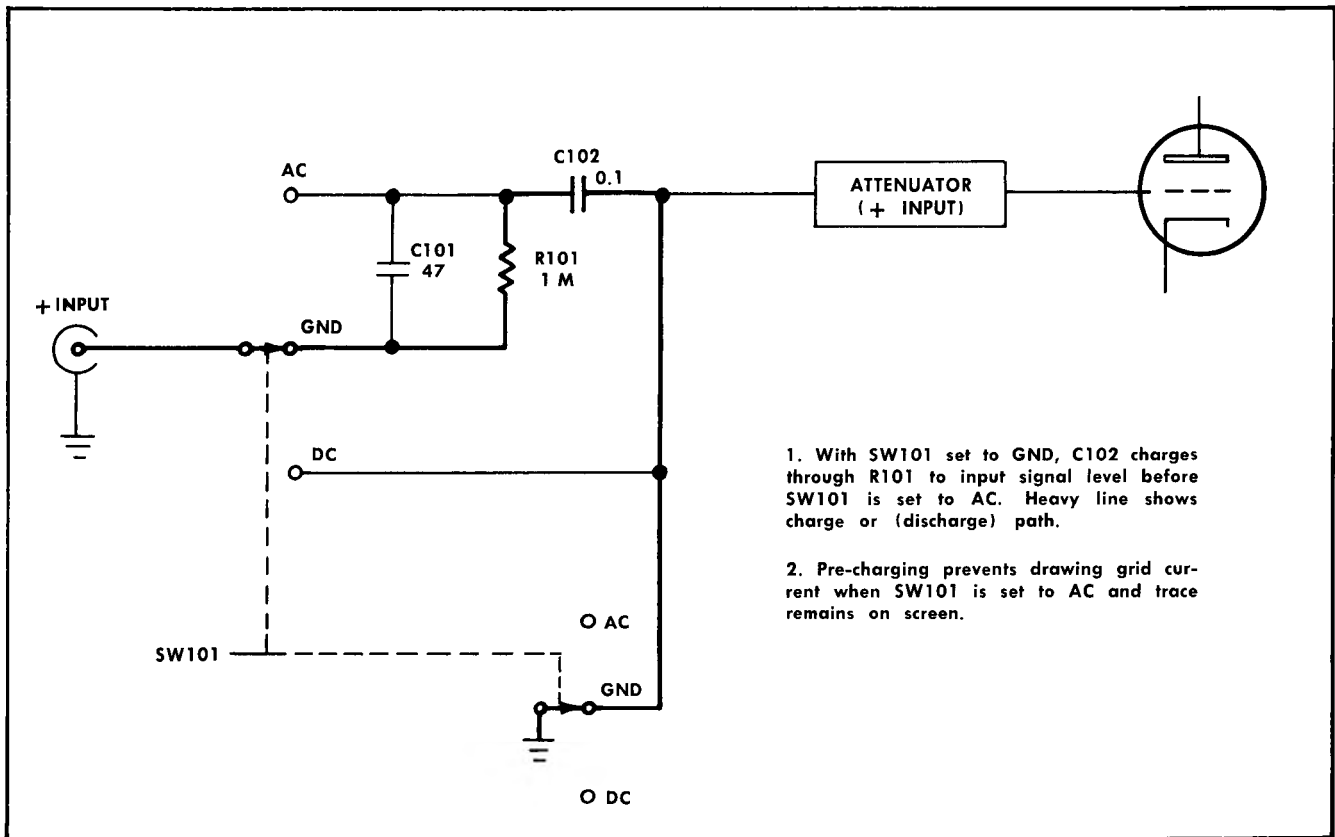 AC
C102
0.1
ATTENUATOR
(+ INPUT)
C101
47
R101
1 M
+ INPUT
GND
DC
1. With SW101 set to GND, C102 charges
through R101 to input signal level before
SW101 is set to AC. Heavy line shows
charge or (discharge) path.
2. Pre-charging prevents drawing grid cur-
rent when SW101 is set to AC and trace
remains on screen.
AC
SW101
GND
DC